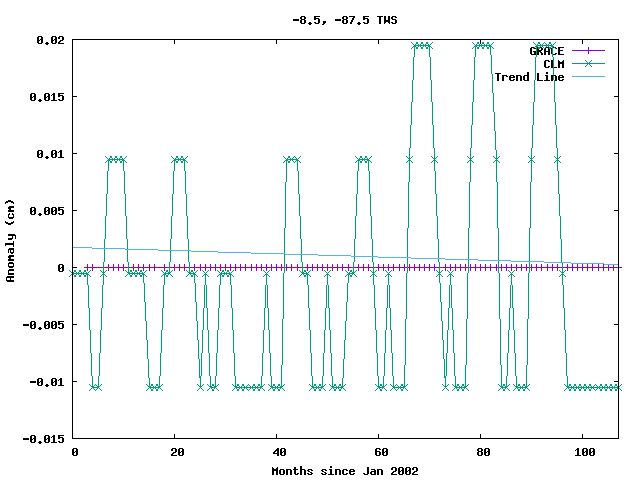 -8.5, -87.5 TWS
0.02
0.015
0.01
0.005
0
-0.005
-0.01
-0.015
Anomaly (cm)
GRACE
CLM
Trend Line
0 20 40 60 80 100
Months since Jan 2002